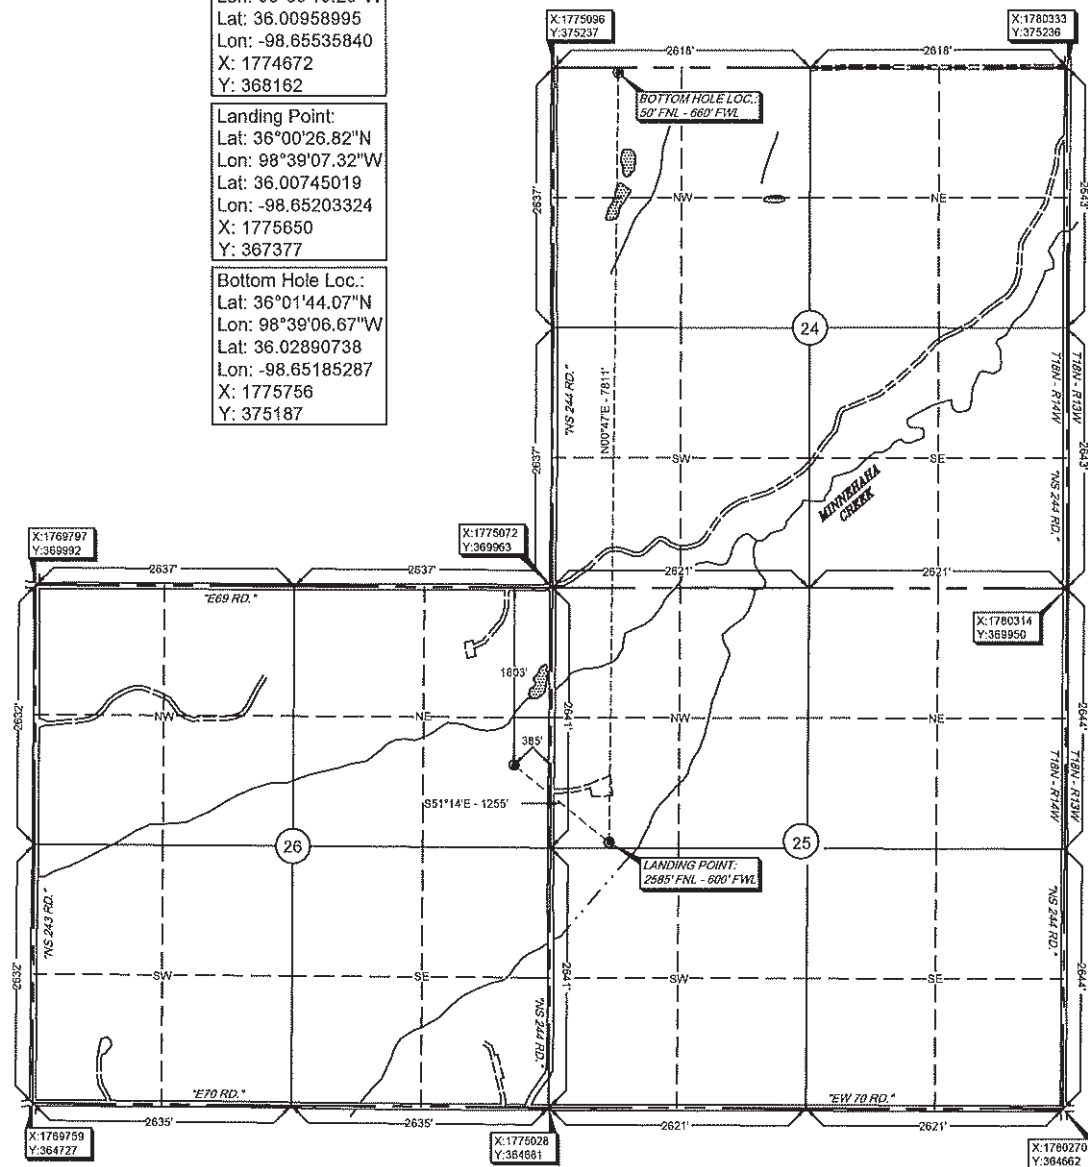 Lat: 36.00958995
Lon: -98.65535840
X: 1774672
Y: 368162
Landing Point:
Lat: 36°00'26.82"N
Lon: 98°39'07.32"W
Lat: 36.00745019
Lon: -98.65203324
X: 1775650
Y: 367377
Bottom Hole Loc.:
Lat: 36°01'44.07"N
Lon: 98°39'06.67"W
Lat: 36.02890738
Lon: -98.65185287
X: 1775756
Y: 375187
X:1775096
Y:375237
X:1780333
Y:375236
2618'
2618'
BOTTOM HOLE LOC.:
50' FNL - 660' FWL
2637'
NW
NE
2643'
24
"NS 244 RD."
N00°47'E - 7811'
T18N - R14W
T18N - R13W
2637'
SW
SE
2643'
MINNEHAHA
CREEK
"NS 244 RD."
X:1769797
Y:369992
X:1775072
Y:369963
2637'
2637'
2621'
2621'
"E69 RD."
X:1780314
Y:369950
1803'
NW
NE
2632'
2641'
NW
NE
2644'
385'
S51°14'E - 1255'
T18N - R14W
T18N - R13W
26
25
LANDING POINT:
2585' FNL - 600' FWL
"NS 243 RD."
"NS 244 RD."
2632'
SW
SE
2641'
SW
SE
2644'
"NS 244 RD."
"E70 RD."
"EW 70 RD."
2635'
2635'
2621'
2621'
X:1769759
Y:364727
X:1775028
Y:364681
X:1780270
Y:364662